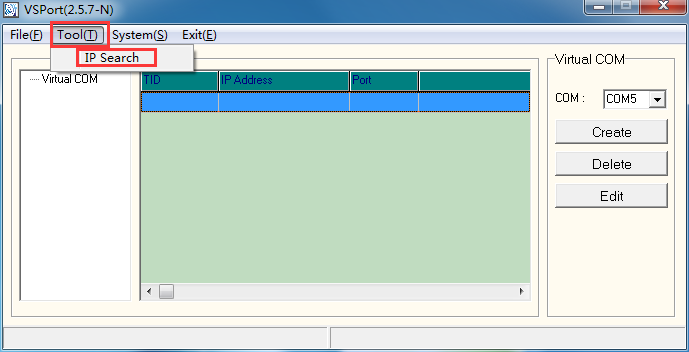 VSPort(2.5.7-N)
File(F) Tool(T) System(S) Exit(E)
IP Search
Virtual COM
TID IP Address Port
Virtual COM
COM : COM5
Create
Delete
Edit